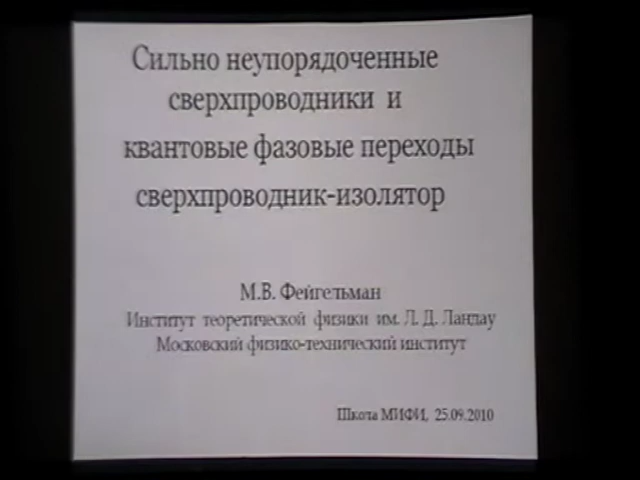 Сильно неупорядоченные
сверхпроводники и
квантовые фазовые переходы
сверхпроводник-изолятор
М.В. Фейгельман
Институт теоретической физики им. Л. Д. Ландау
Московский физико-технический институт
Школа МИФИ, 25.09.2010